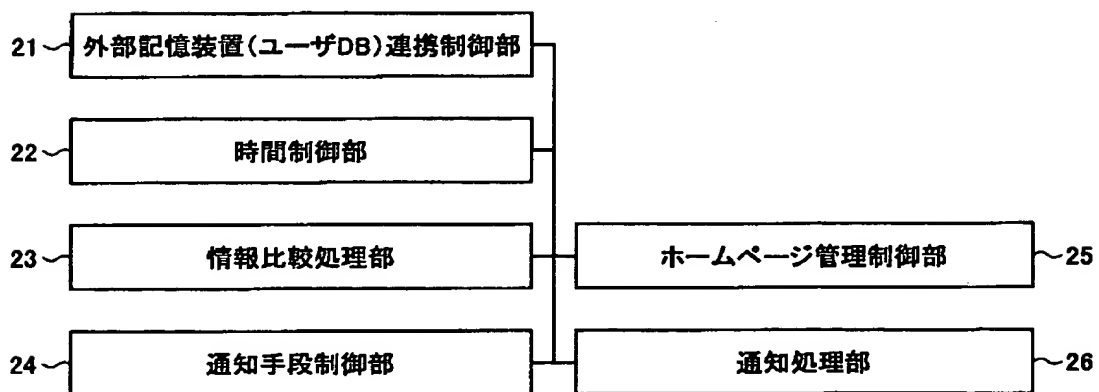 21 外部記憶装置(ユーザDB)連携制御部
22 時間制御部
23 情報比較処理部
ホームページ管理制御部 25
24 通知手段制御部
通知処理部 26